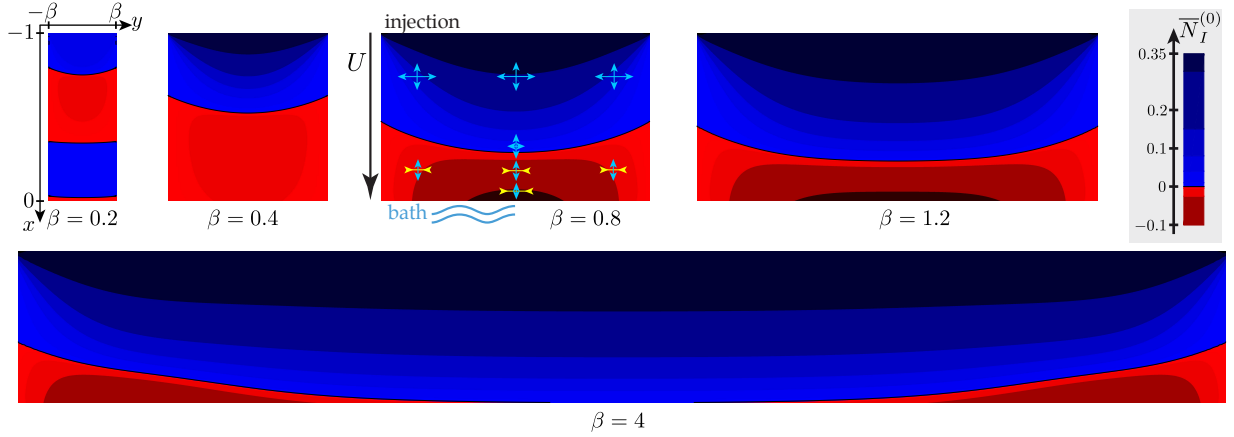 −β β y
injection
N̅_I^(0)
−1
0.35
U
0.2
0.1
0
0
−0.1
x
β = 0.2
β = 0.4
bath
β = 0.8
β = 1.2
β = 4